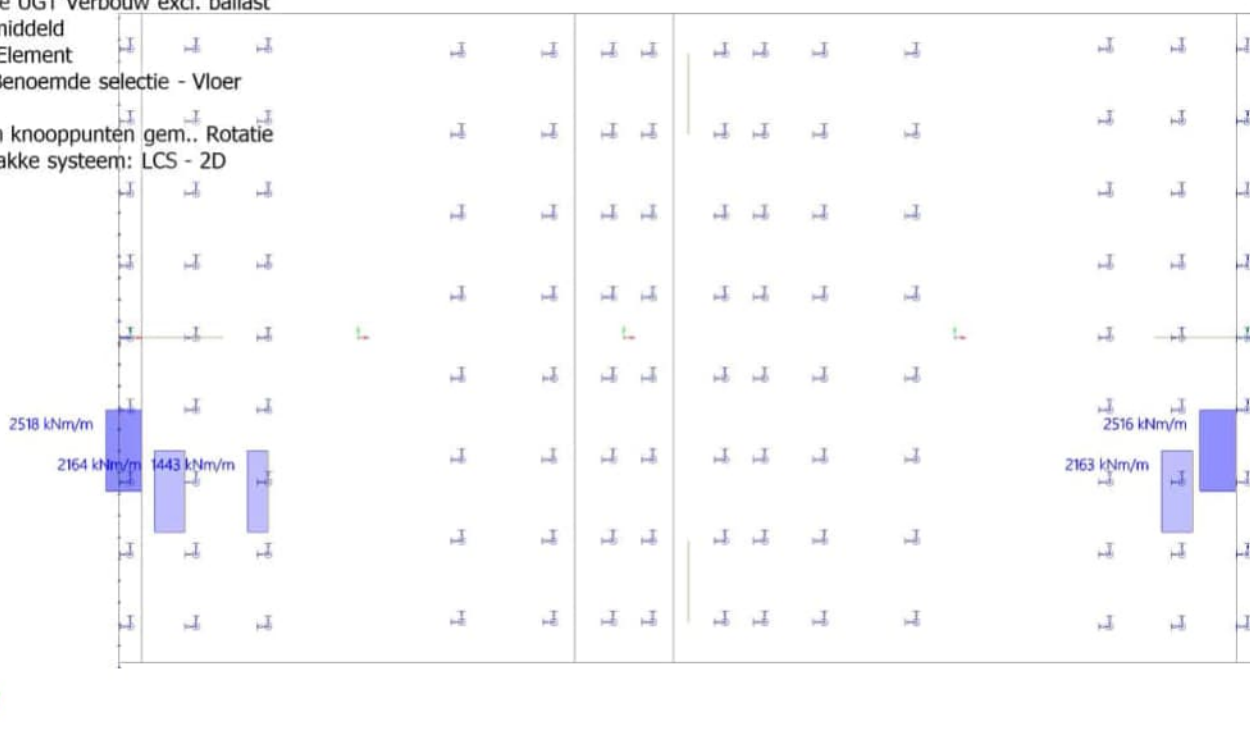 e UGT Verbouw excl. Ballast
middeld
Element
Benoemde selectie - Vloer
n knooppunten gem.. Rotatie
akke systeem: LCS - 2D
2518 kNm/m
2516 kNm/m
2164 kNm/m 1443 kNm/m
2163 kNm/m